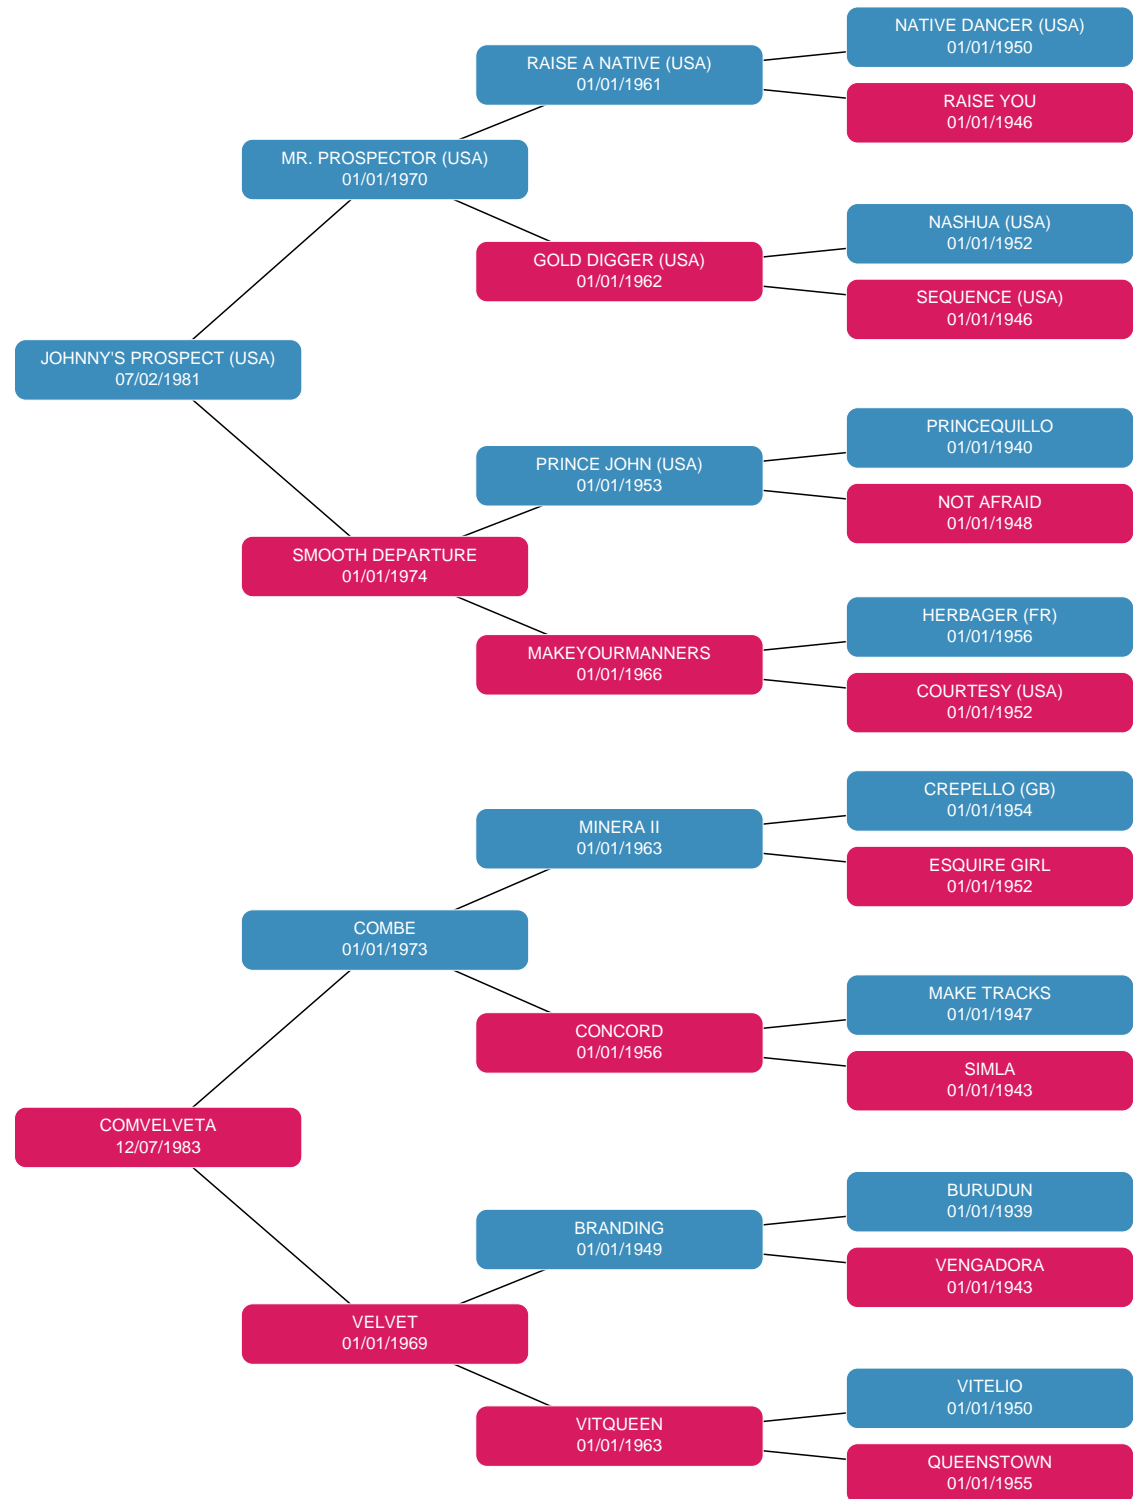 NATIVE DANCER (USA)
01/01/1950
RAISE A NATIVE (USA)
01/01/1961
RAISE YOU
01/01/1946
MR. PROSPECTOR (USA)
01/01/1970
NASHUA (USA)
01/01/1952
GOLD DIGGER (USA)
01/01/1962
SEQUENCE (USA)
01/01/1946
JOHNNY'S PROSPECT (USA)
07/02/1981
PRINCEQUILLO
01/01/1940
PRINCE JOHN (USA)
01/01/1953
NOT AFRAID
01/01/1948
SMOOTH DEPARTURE
01/01/1974
HERBAGER (FR)
01/01/1956
MAKEYOURMANNERS
01/01/1966
COURTESY (USA)
01/01/1952
CREPELLO (GB)
01/01/1954
MINERA II
01/01/1963
ESQUIRE GIRL
01/01/1952
COMBE
01/01/1973
MAKE TRACKS
01/01/1947
CONCORD
01/01/1956
SIMLA
01/01/1943
COMVELVETA
12/07/1983
BURUDUN
01/01/1939
BRANDING
01/01/1949
VENGADORA
01/01/1943
VELVET
01/01/1969
VITELIO
01/01/1950
VITQUEEN
01/01/1963
QUEENSTOWN
01/01/1955